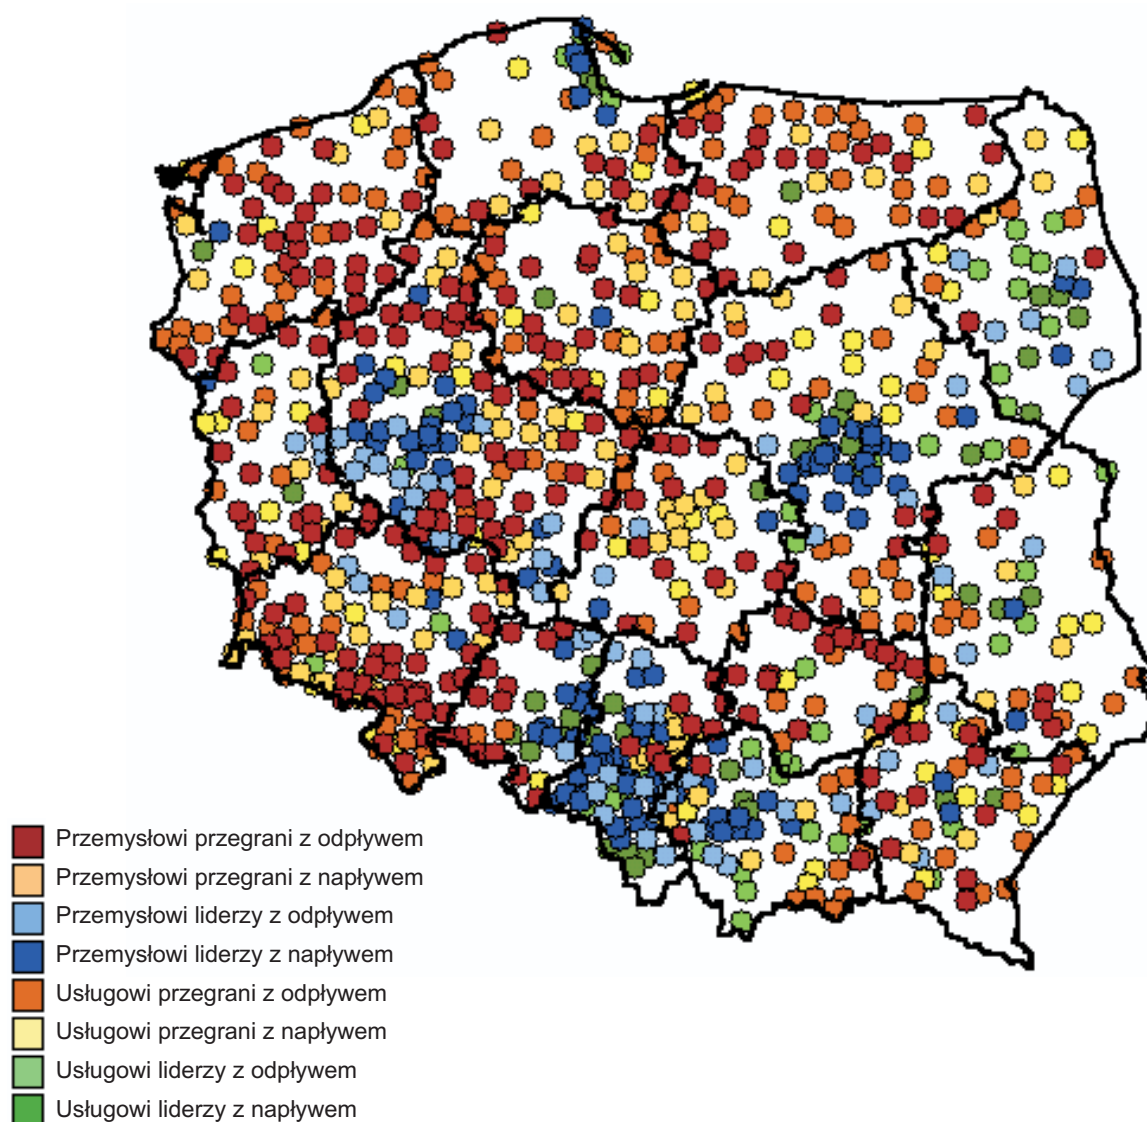 Przemysłowi przegrani z odpływem
Przemysłowi przegrani z napływem
Przemysłowi liderzy z odpływem
Przemysłowi liderzy z napływem
Usługowi przegrani z odpływem
Usługowi przegrani z napływem
Usługowi liderzy z odpływem
Usługowi liderzy z napływem